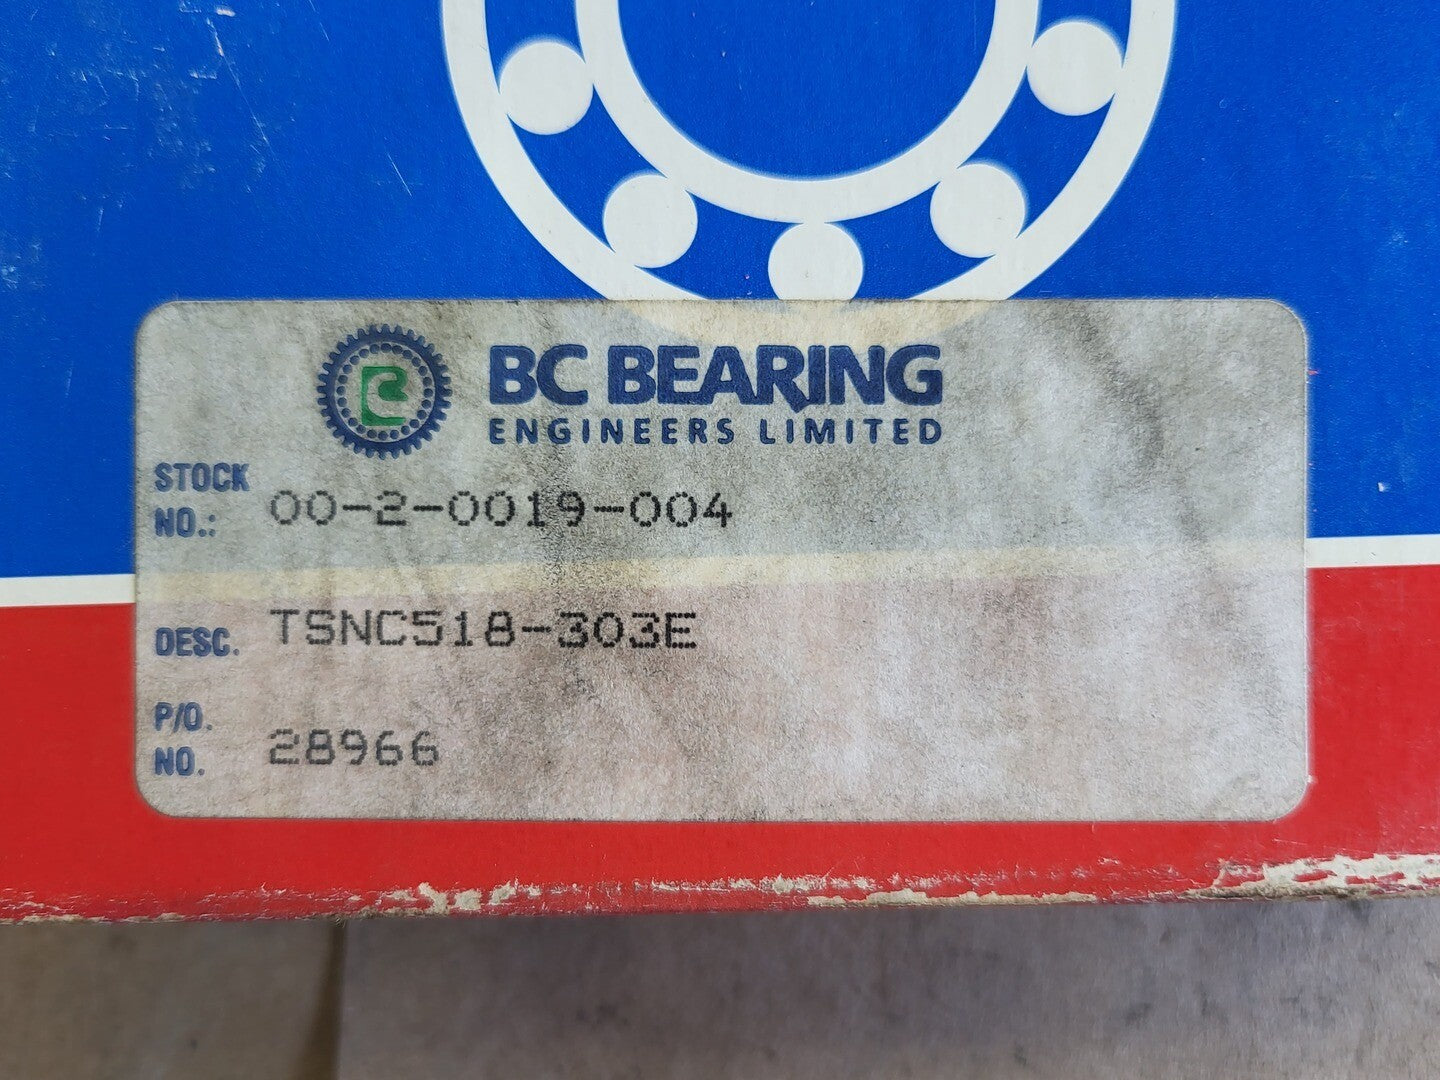 BC BEARING
ENGINEERS LIMITED
STOCK
NO.: 00-2-0019-004
DESC. TSNC518-303E
P/O.
NO. 28966